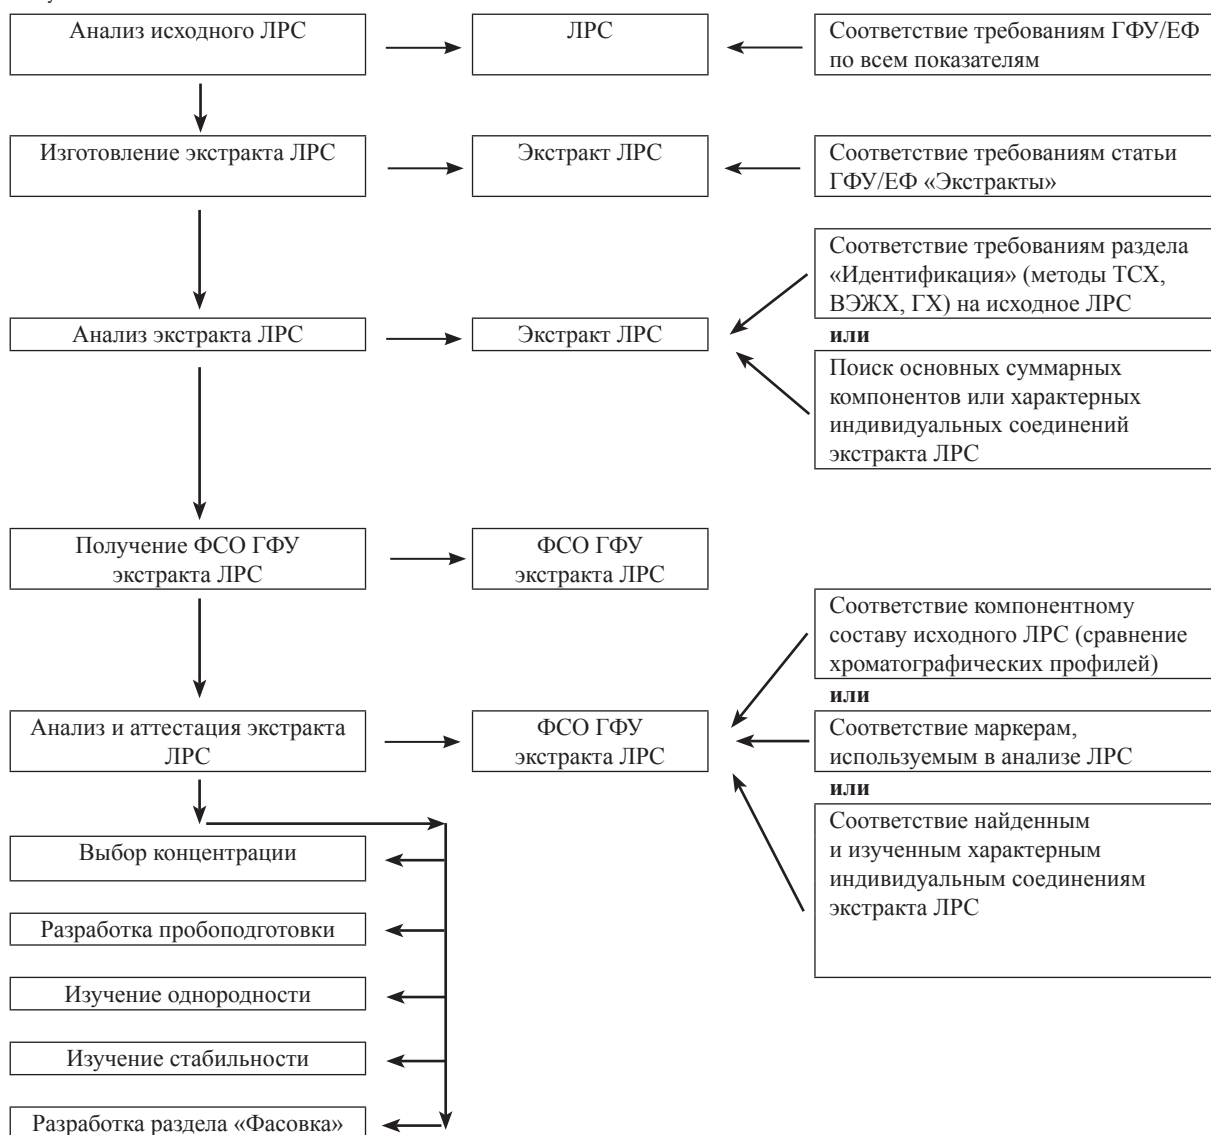 Анализ исходного ЛРС
ЛРС
Соответствие требованиям ГФУ/ЕФ
по всем показателям
Изготовление экстракта ЛРС
Экстракт ЛРС
Соответствие требованиям статьи
ГФУ/ЕФ «Экстракты»
Соответствие требованиям раздела
«Идентификация» (методы ТСХ,
ВЭЖХ, ГХ) на исходное ЛРС
Анализ экстракта ЛРС
Экстракт ЛРС
или
Поиск основных суммарных
компонентов или характерных
индивидуальных соединений
экстракта ЛРС
Получение ФСО ГФУ
экстракта ЛРС
ФСО ГФУ
экстракта ЛРС
Соответствие компонентному
составу исходного ЛРС (сравнение
хроматографических профилей)
или
Анализ и аттестация экстракта
ЛРС
ФСО ГФУ
экстракта ЛРС
Соответствие маркерам,
используемым в анализе ЛРС
или
Соответствие найденным
и изученным характерным
индивидуальным соединениям
экстракта ЛРС
Выбор концентрации
Разработка пробоподготовки
Изучение однородности
Изучение стабильности
Разработка раздела «Фасовка»